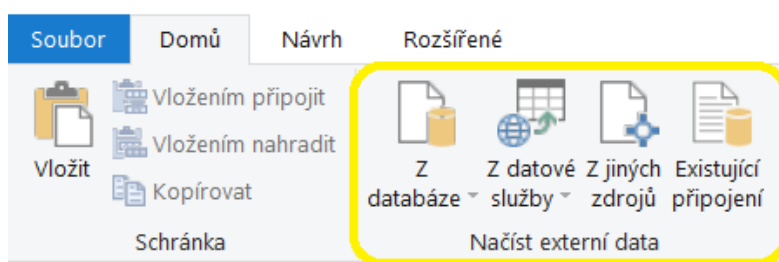 Soubor Domů Návrh Rozšířené
Vložit
Vložením připojit
Vložením nahradit
Kopírovat
Schránka
Z
databáze
Z datové
služby
Z jiných
zdrojů
Existující
připojení
Načíst externí data